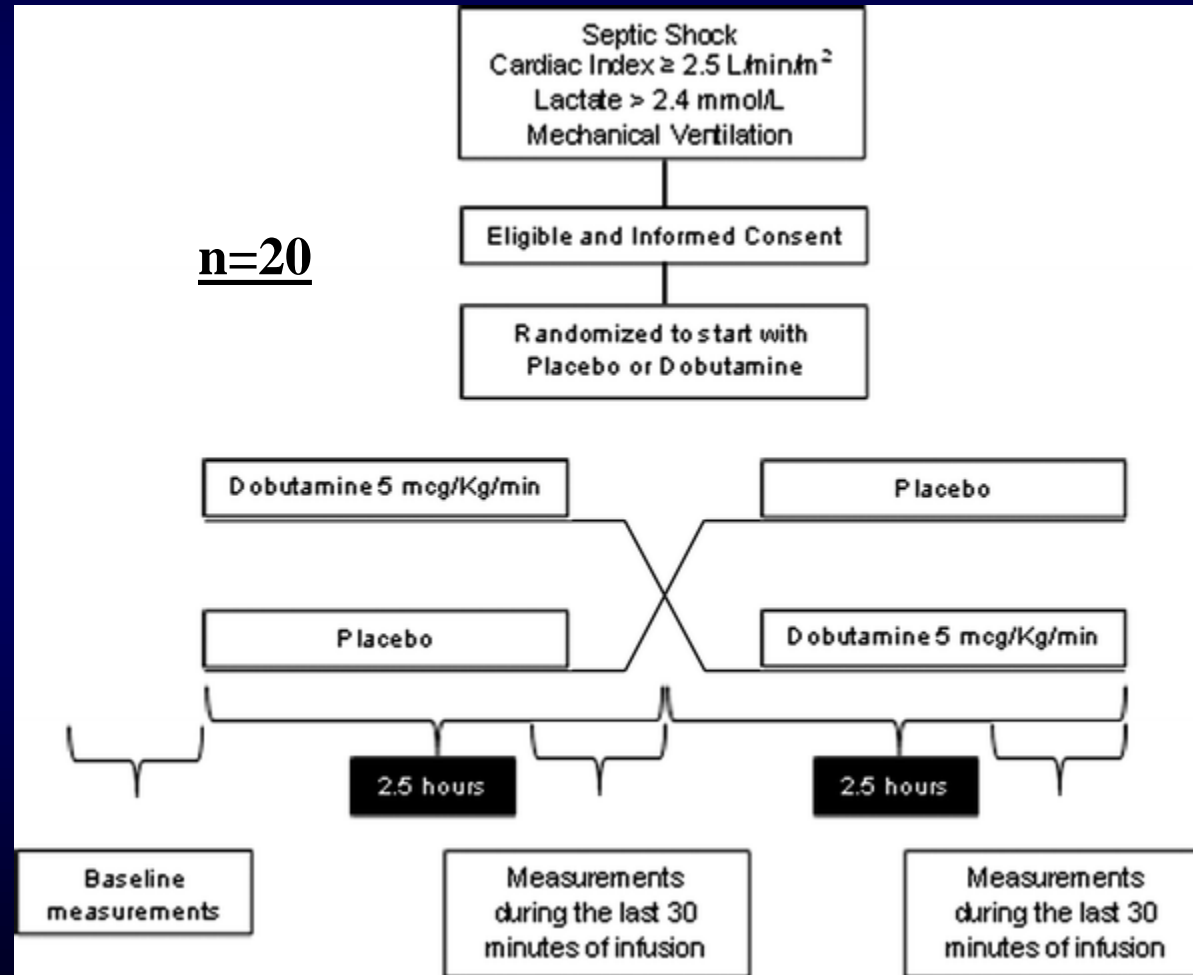 Septic Shock
Cardiac Index ≥ 2.5 L/min/m²
Lactate > 2.4 mmol/L
Mechanical Ventilation
Eligible and Informed Consent
n=20
Randomized to start with
Placebo or Dobutamine
Dobutamine 5 mcg/Kg/min
Placebo
Placebo
Dobutamine 5 mcg/Kg/min
2.5 hours
2.5 hours
Baseline
measurements
Measurements
during the last 30
minutes of infusion
Measurements
during the last 30
minutes of infusion